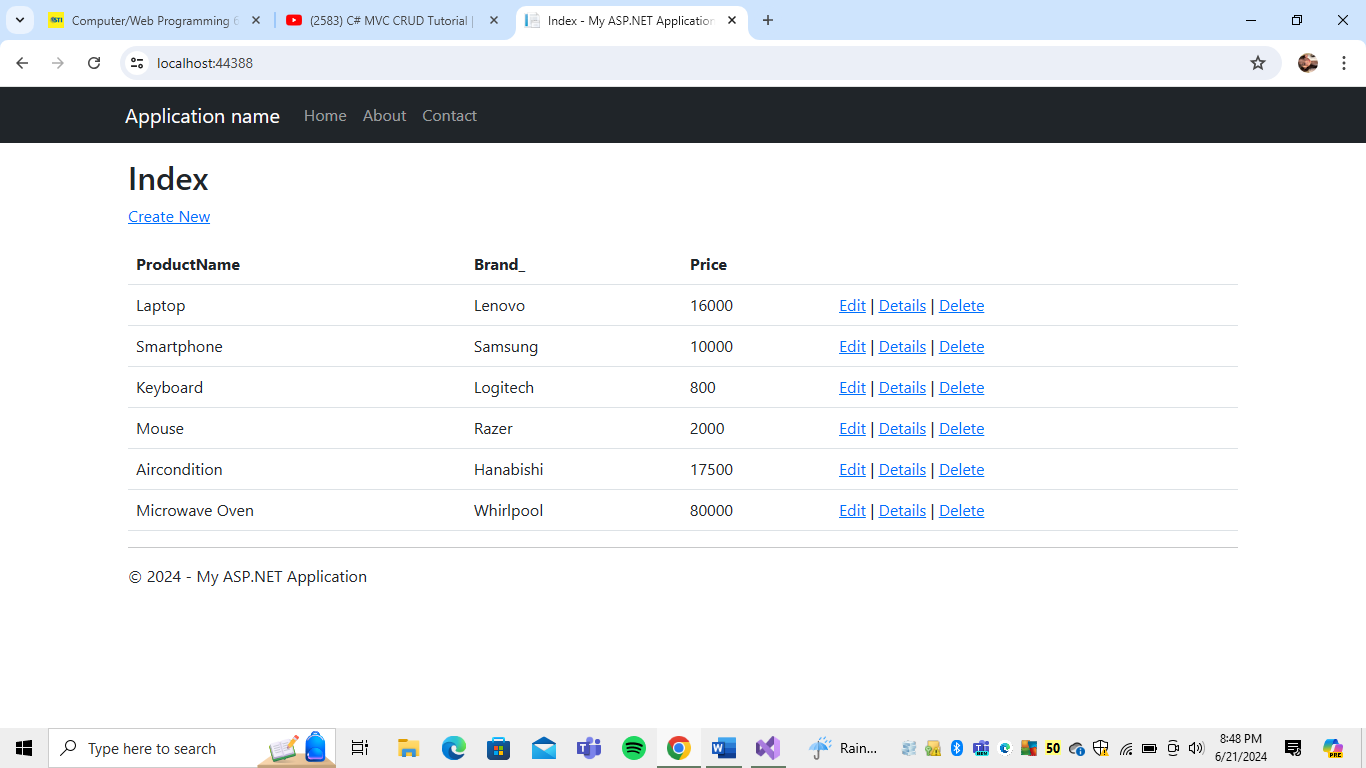 Computer/Web Programming 6
(2583) C# MVC CRUD Tutorial |
Index - My ASP.NET Application
localhost:44388
Application name Home About Contact
Index
Create New
ProductName Brand_ Price
Laptop Lenovo 16000 Edit | Details | Delete
Smartphone Samsung 10000 Edit | Details | Delete
Keyboard Logitech 800 Edit | Details | Delete
Mouse Razer 2000 Edit | Details | Delete
Aircondition Hanabishi 17500 Edit | Details | Delete
Microwave Oven Whirlpool 80000 Edit | Details | Delete
© 2024 - My ASP.NET Application
Type here to search
Rain...
50
8:48 PM
6/21/2024
PRE